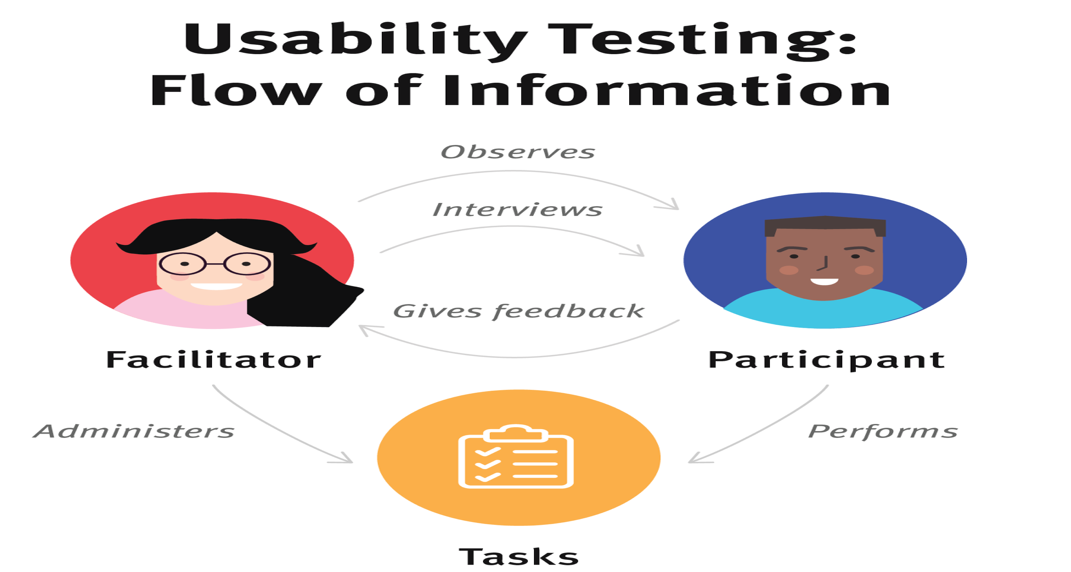 Usability Testing:
Flow of Information
Observes
Interviews
Gives feedback
Facilitator
Participant
Administers
Performs
Tasks